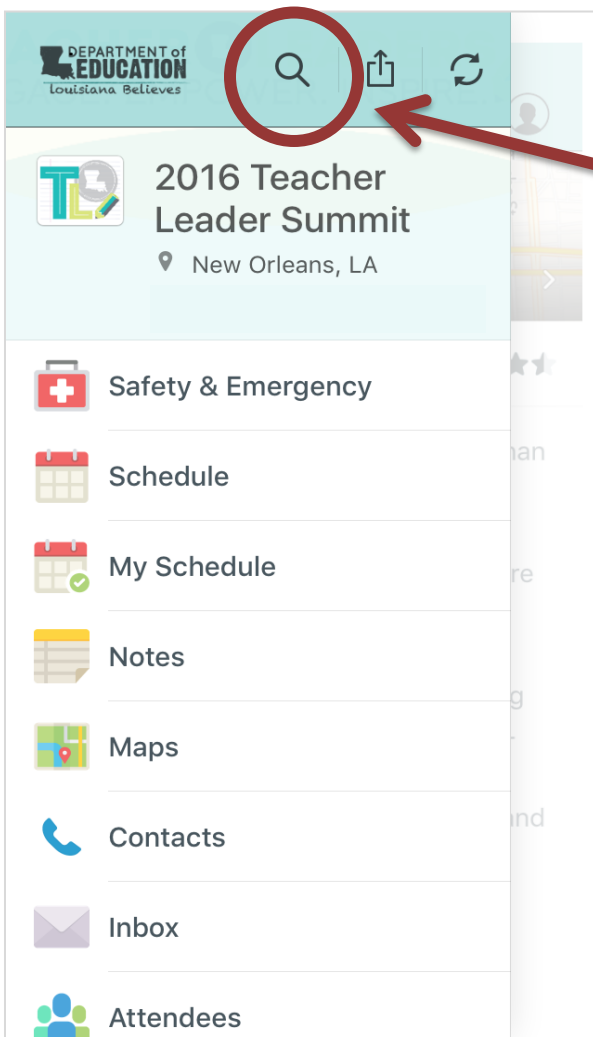 DEPARTMENT of
EDUCATION
Louisiana Believes
2016 Teacher
Leader Summit
New Orleans, LA
Safety & Emergency
Schedule
My Schedule
Notes
Maps
Contacts
Inbox
Attendees